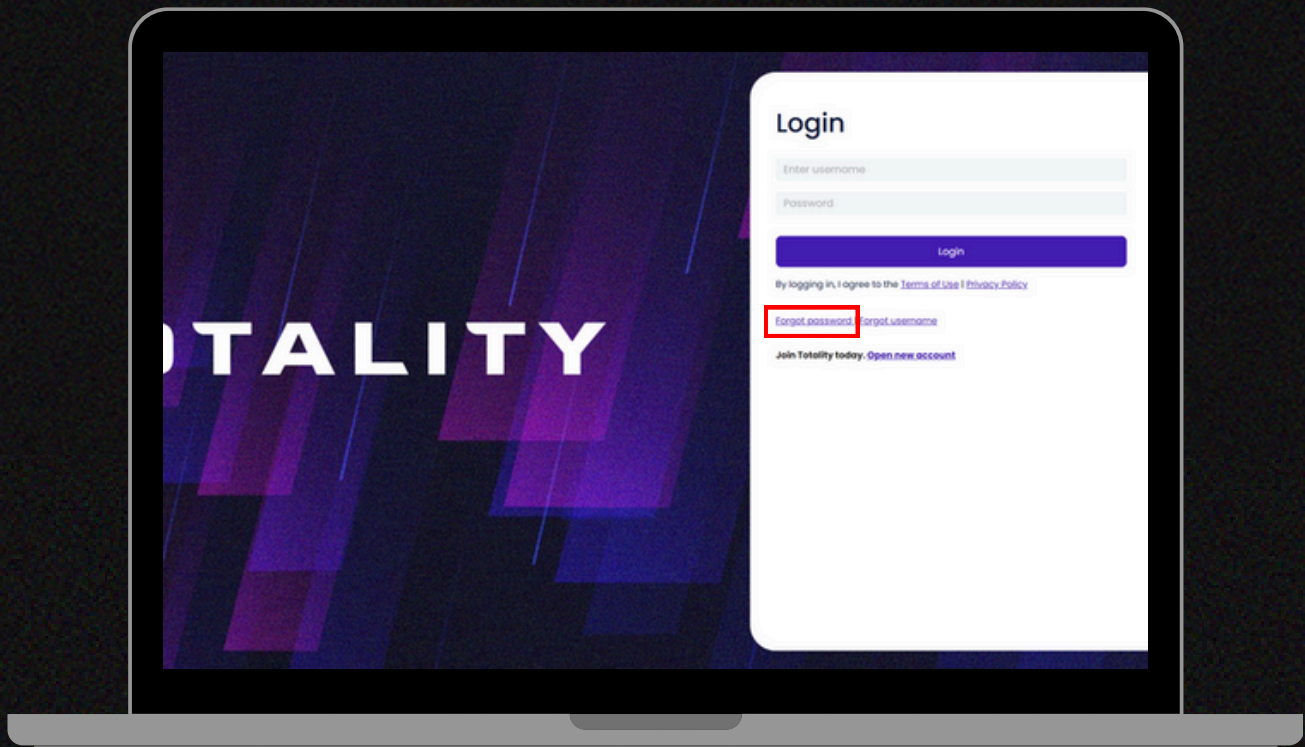 OTALITY
Login
Enter username
Password
Login
By logging in, I agree to the Terms of Use | Privacy Policy
Forgot password | Forgot username
Join Totality today. Open new account